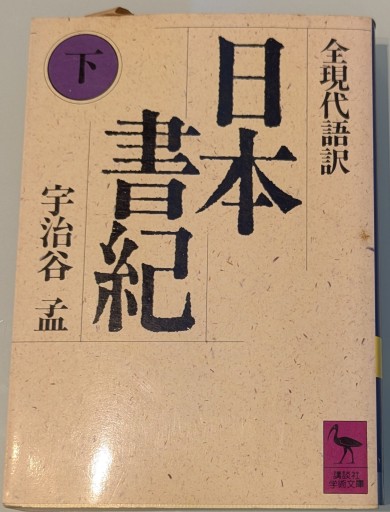 全現代語訳
日本
書紀
下
宇治谷 孟
講談社
学術文庫